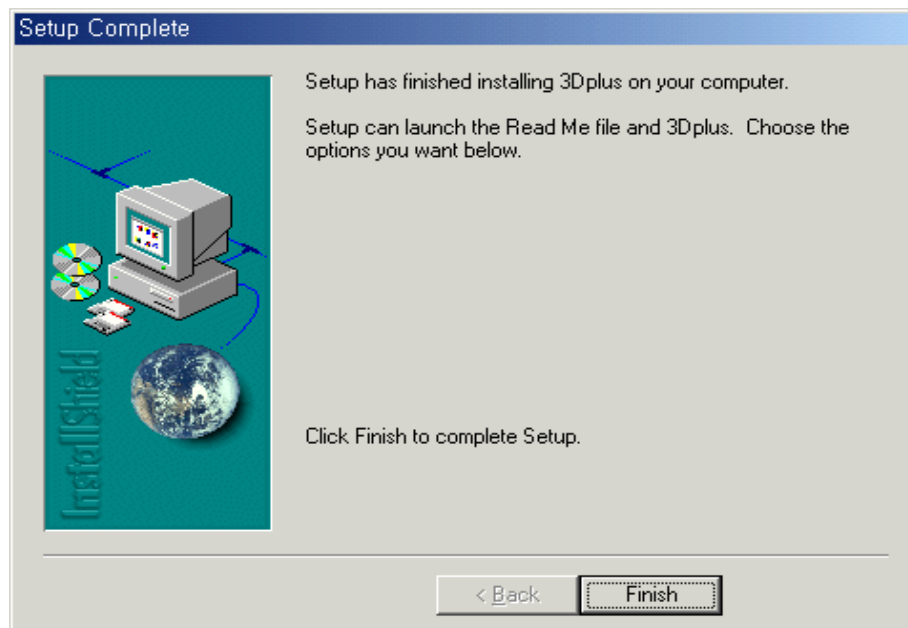 Setup Complete
Setup has finished installing 3Dplus on your computer.
Setup can launch the Read Me file and 3Dplus.  Choose the
options you want below.
InstallShield
Click Finish to complete Setup.
< Back
Finish